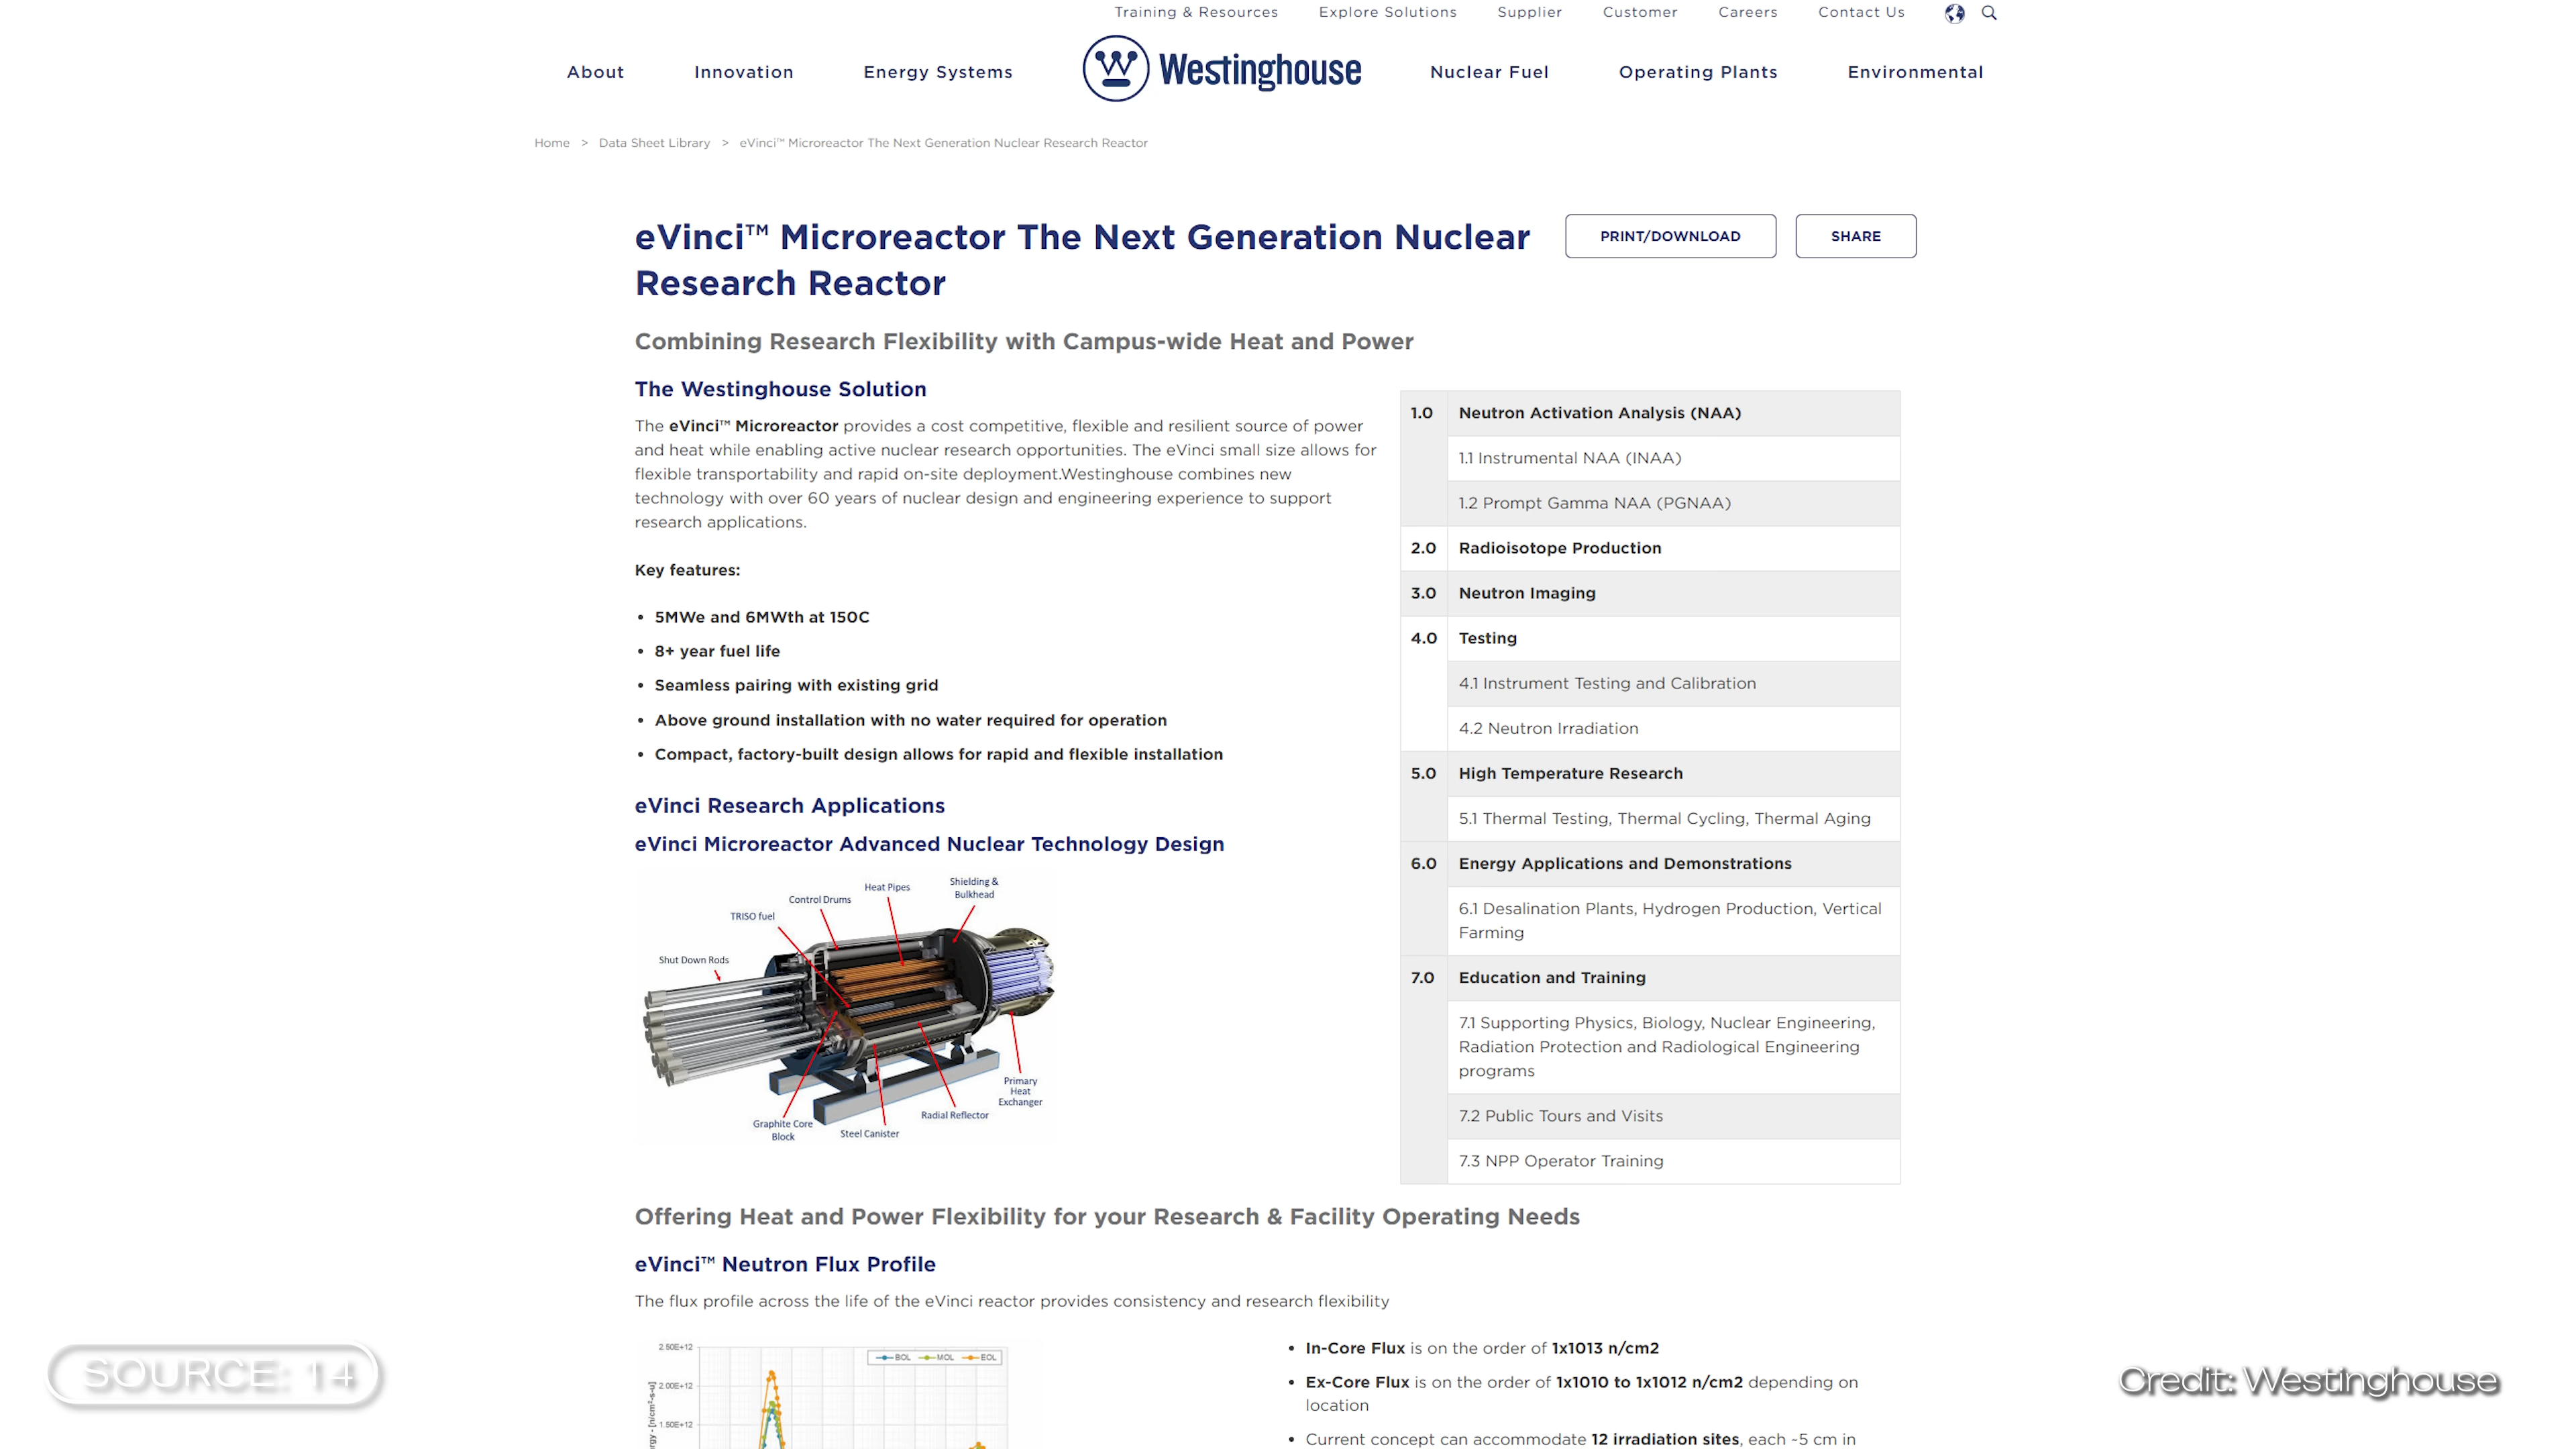 Training & Resources Explore Solutions Supplier Customer Careers Contact Us
About Innovation Energy Systems Westinghouse Nuclear Fuel Operating Plants Environmental
Home > Data Sheet Library > eVinci™ Microreactor The Next Generation Nuclear Research Reactor
eVinci™ Microreactor The Next Generation Nuclear
Research Reactor
PRINT/DOWNLOAD
SHARE
Combining Research Flexibility with Campus-wide Heat and Power
The Westinghouse Solution
The eVinci™ Microreactor provides a cost competitive, flexible and resilient source of power
and heat while enabling active nuclear research opportunities. The eVinci small size allows for
flexible transportability and rapid on-site deployment.Westinghouse combines new
technology with over 60 years of nuclear design and engineering experience to support
research applications.
Key features:
• 5MWe and 6MWth at 150C
• 8+ year fuel life
• Seamless pairing with existing grid
• Above ground installation with no water required for operation
• Compact, factory-built design allows for rapid and flexible installation
eVinci Research Applications
eVinci Microreactor Advanced Nuclear Technology Design
Shut Down Rods
TRISO fuel
Control Drums
Heat Pipes
Shielding &
Bulkhead
Graphite Core
Block
Steel Canister
Radial Reflector
Primary
Heat
Exchanger
1.0 Neutron Activation Analysis (NAA)
1.1 Instrumental NAA (INAA)
1.2 Prompt Gamma NAA (PGNAA)
2.0 Radioisotope Production
3.0 Neutron Imaging
4.0 Testing
4.1 Instrument Testing and Calibration
4.2 Neutron Irradiation
5.0 High Temperature Research
5.1 Thermal Testing, Thermal Cycling, Thermal Aging
6.0 Energy Applications and Demonstrations
6.1 Desalination Plants, Hydrogen Production, Vertical
Farming
7.0 Education and Training
7.1 Supporting Physics, Biology, Nuclear Engineering,
Radiation Protection and Radiological Engineering
programs
7.2 Public Tours and Visits
7.3 NPP Operator Training
Offering Heat and Power Flexibility for your Research & Facility Operating Needs
eVinci™ Neutron Flux Profile
The flux profile across the life of the eVinci reactor provides consistency and research flexibility
2.50E+12
2.00E+12
1.50E+12
[n/cm²-s-u]
BOL MOL EOL
• In-Core Flux is on the order of 1x1013 n/cm2
• Ex-Core Flux is on the order of 1x1010 to 1x1012 n/cm2 depending on
location
• Current concept can accommodate 12 irradiation sites, each ~5 cm in
SOURCE: 14
Credit: Westinghouse